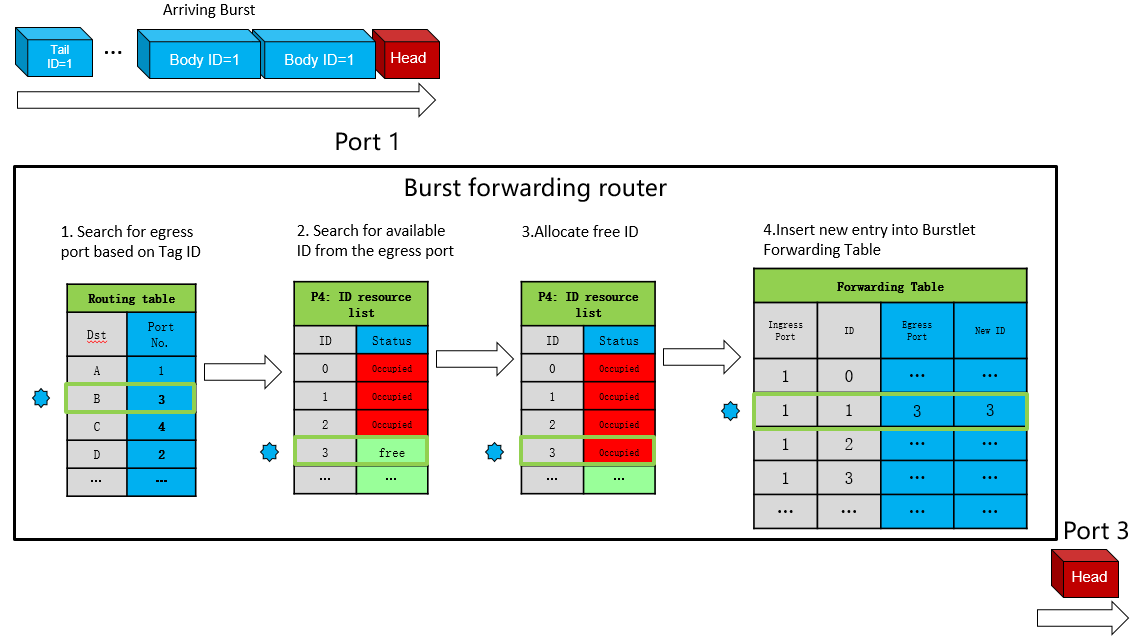 Arriving Burst
Tail
ID=1
...
Body ID=1
Body ID=1
Head
Port 1
Burst forwarding router
1. Search for egress
port based on Tag ID
2. Search for available
ID from the egress port
3.Allocate free ID
4.Insert new entry into Burstlet
Forwarding Table
Routing table
Dst
Port
No.
A 1
B 3
C 4
D 2
... ...
P4: ID resource
list
ID Status
0 Occupied
1 Occupied
2 Occupied
3 free
... ...
P4: ID resource
list
ID Status
0 Occupied
1 Occupied
2 Occupied
3 Occupied
... ...
Forwarding Table
Ingress
Port
ID
Egress
Port
New ID
1 0 ... ...
1 1 3 3
1 2 ... ...
1 3 ... ...
... ... ... ...
Port 3
Head